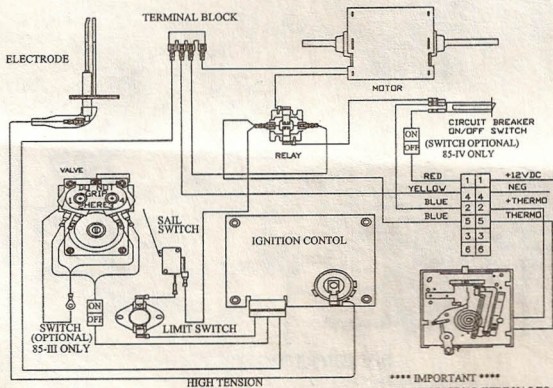 TERMINAL BLOCK
ELECTRODE
MOTOR
CIRCUIT BREAKER
ON/OFF SWITCH
(SWITCH OPTIONAL)
85-IV ONLY
ON
OFF
RELAY
VALVE
DO NOT
GRIP
SPHERES
1
4
RED 1 1 +12VDC
YELLOW 4 4 NEG
BLUE 2 2 +THERMO
BLUE 5 5 THERMO
3 3
6 6
SAIL
SWITCH
IGNITION CONTOL
ON
OFF
SWITCH
(OPTIONAL)
85-III ONLY
LIMIT SWITCH
HIGH TENSION
**** IMPORTANT ****